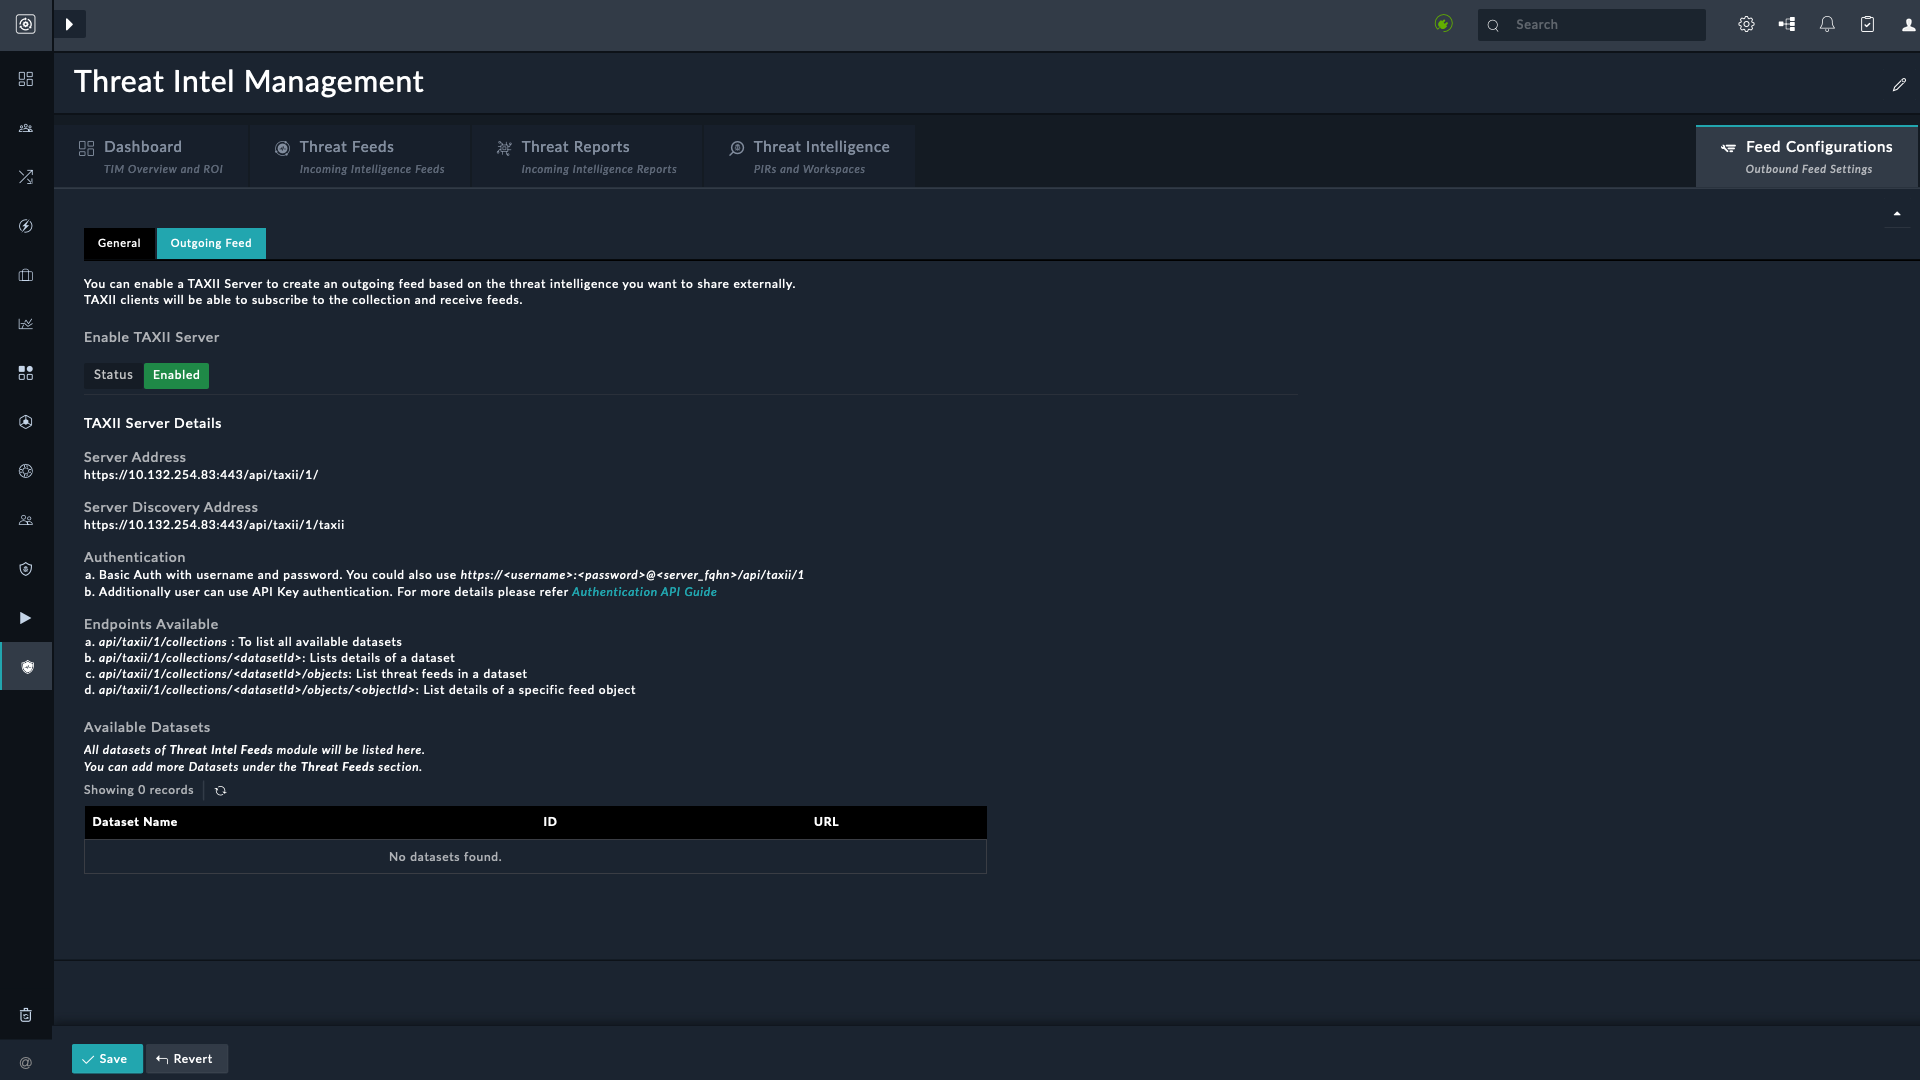 Search
Threat Intel Management
Dashboard
TIM Overview and ROI
Threat Feeds
Incoming Intelligence Feeds
Threat Reports
Incoming Intelligence Reports
Threat Intelligence
PIRs and Workspaces
Feed Configurations
Outbound Feed Settings
General
Outgoing Feed
You can enable a TAXII Server to create an outgoing feed based on the threat intelligence you want to share externally.
TAXII clients will be able to subscribe to the collection and receive feeds.
Enable TAXII Server
Status Enabled
TAXII Server Details
Server Address
https://10.132.254.83:443/api/taxii/1/
Server Discovery Address
https://10.132.254.83:443/api/taxii/1/taxii
Authentication
a. Basic Auth with username and password. You could also use https://<username>:<password>@<server_fqhn>/api/taxii/1
b. Additionally user can use API Key authentication. For more details please refer Authentication API Guide
Endpoints Available
a. api/taxii/1/collections : To list all available datasets
b. api/taxii/1/collections/<datasetId>: Lists details of a dataset
c. api/taxii/1/collections/<datasetId>/objects: List threat feeds in a dataset
d. api/taxii/1/collections/<datasetId>/objects/<objectId>: List details of a specific feed object
Available Datasets
All datasets of Threat Intel Feeds module will be listed here.
You can add more Datasets under the Threat Feeds section.
Showing 0 records
Dataset Name ID URL
No datasets found.
@
Save
Revert